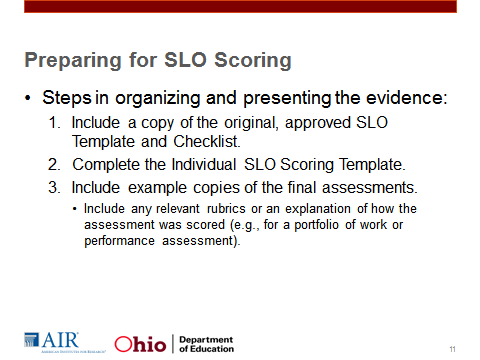 Preparing for SLO Scoring
• Steps in organizing and presenting the evidence:
1. Include a copy of the original, approved SLO
Template and Checklist.
2. Complete the Individual SLO Scoring Template.
3. Include example copies of the final assessments.
• Include any relevant rubrics or an explanation of how the
assessment was scored (e.g., for a portfolio of work or
performance assessment).
AIR
AMERICAN INSTITUTES FOR RESEARCH
Ohio
Department
of Education
11